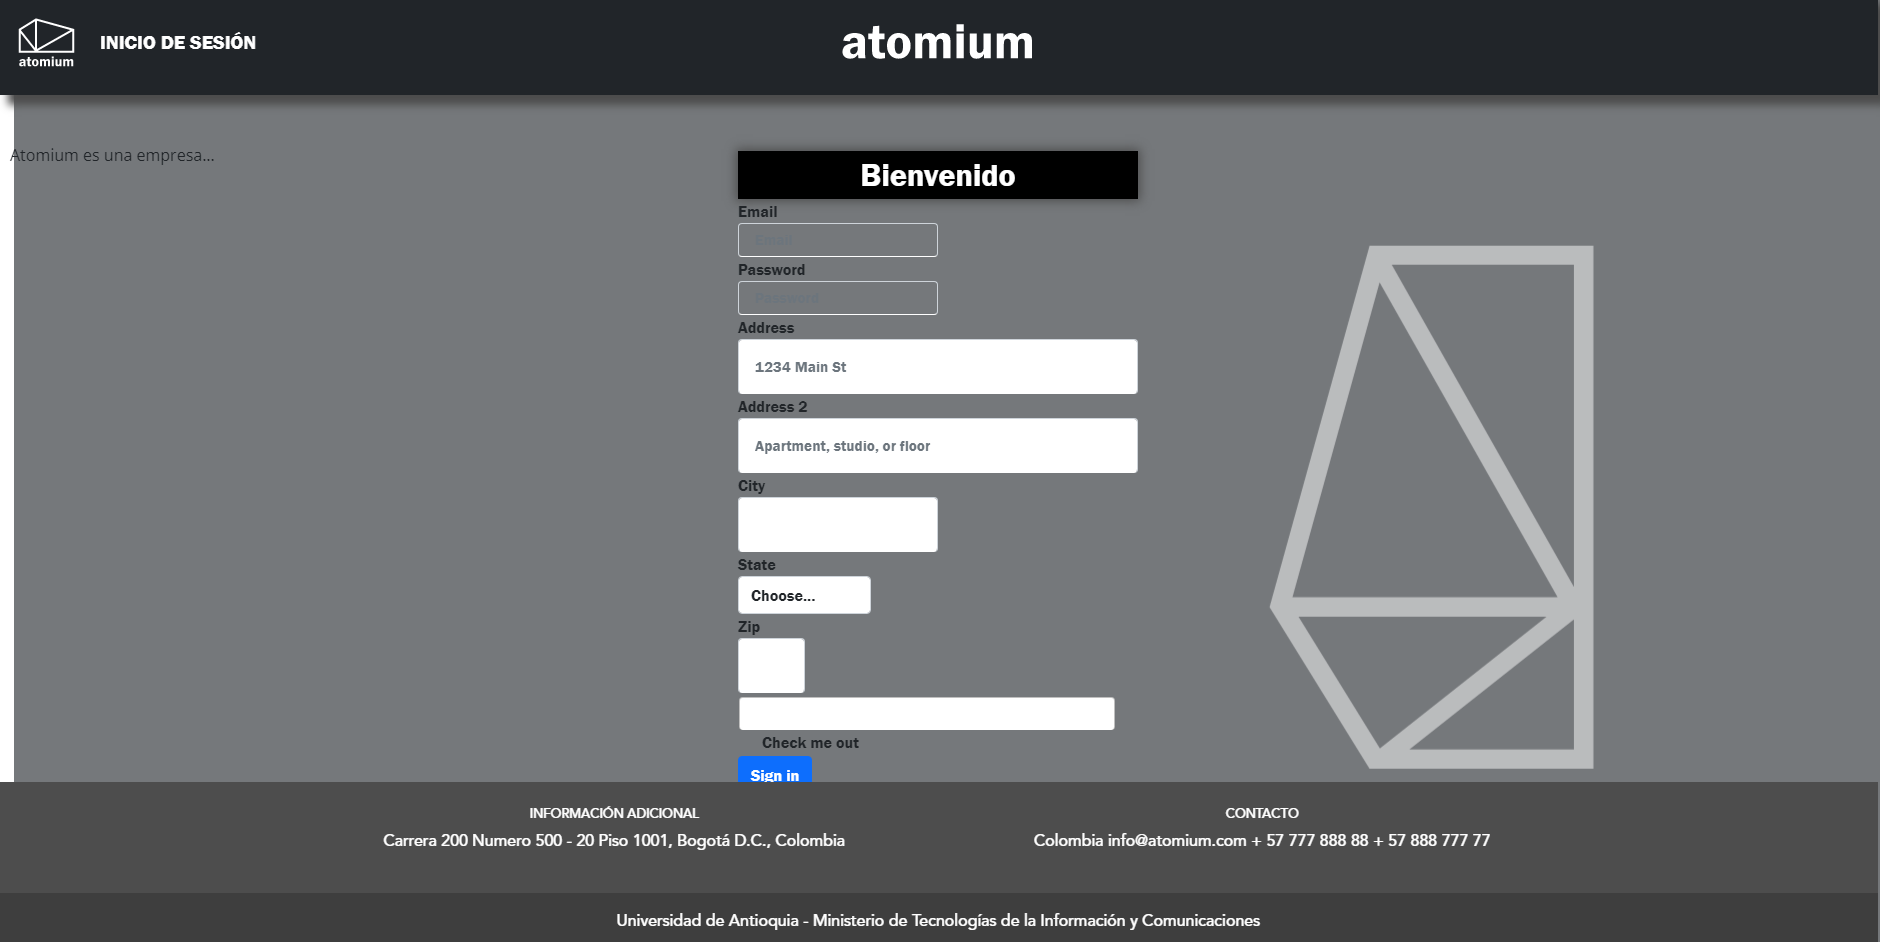 atomium
INICIO DE SESIÓN
atomium
Atomium es una empresa...
Bienvenido
Email
Email
Password
Password
Address
1234 Main St
Address 2
Apartment, studio, or floor
City
State
Choose...
Zip
Check me out
Sign in
INFORMACIÓN ADICIONAL
Carrera 200 Numero 500 - 20 Piso 1001, Bogotá D.C., Colombia
CONTACTO
Colombia info@atomium.com + 57 777 888 88 + 57 888 777 77
Universidad de Antioquia - Ministerio de Tecnologías de la Información y Comunicaciones